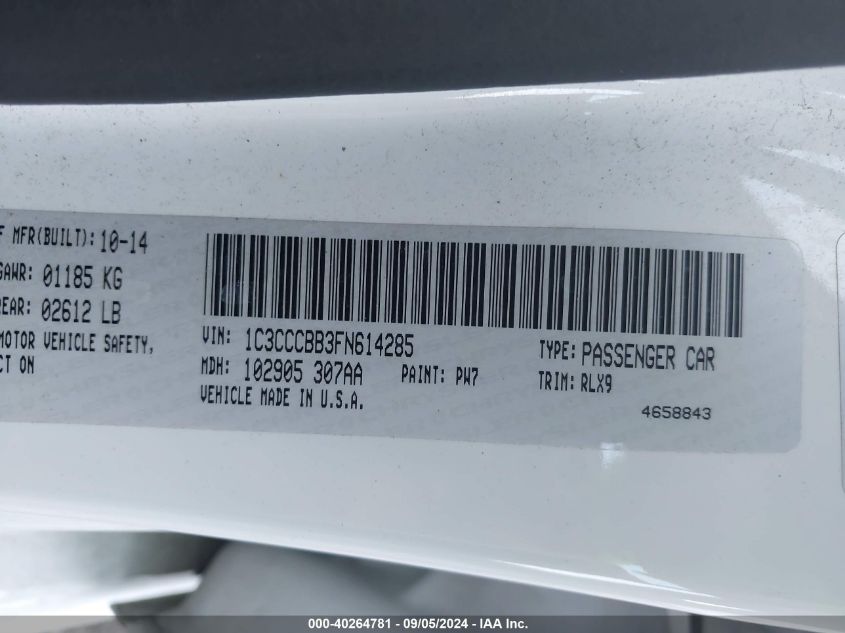 F MFR(BUILT): 10-14
GAWR: 01185 KG
REAR: 02612 LB
MOTOR VEHICLE SAFETY,
CT ON
VIN: 1C3CCCBB3FN614285
MDH: 102905 307AA PAINT: PW7
VEHICLE MADE IN U.S.A.
TYPE: PASSENGER CAR
TRIM: RLX9
4658843
000-40264781 - 09/05/2024 - IAA Inc.